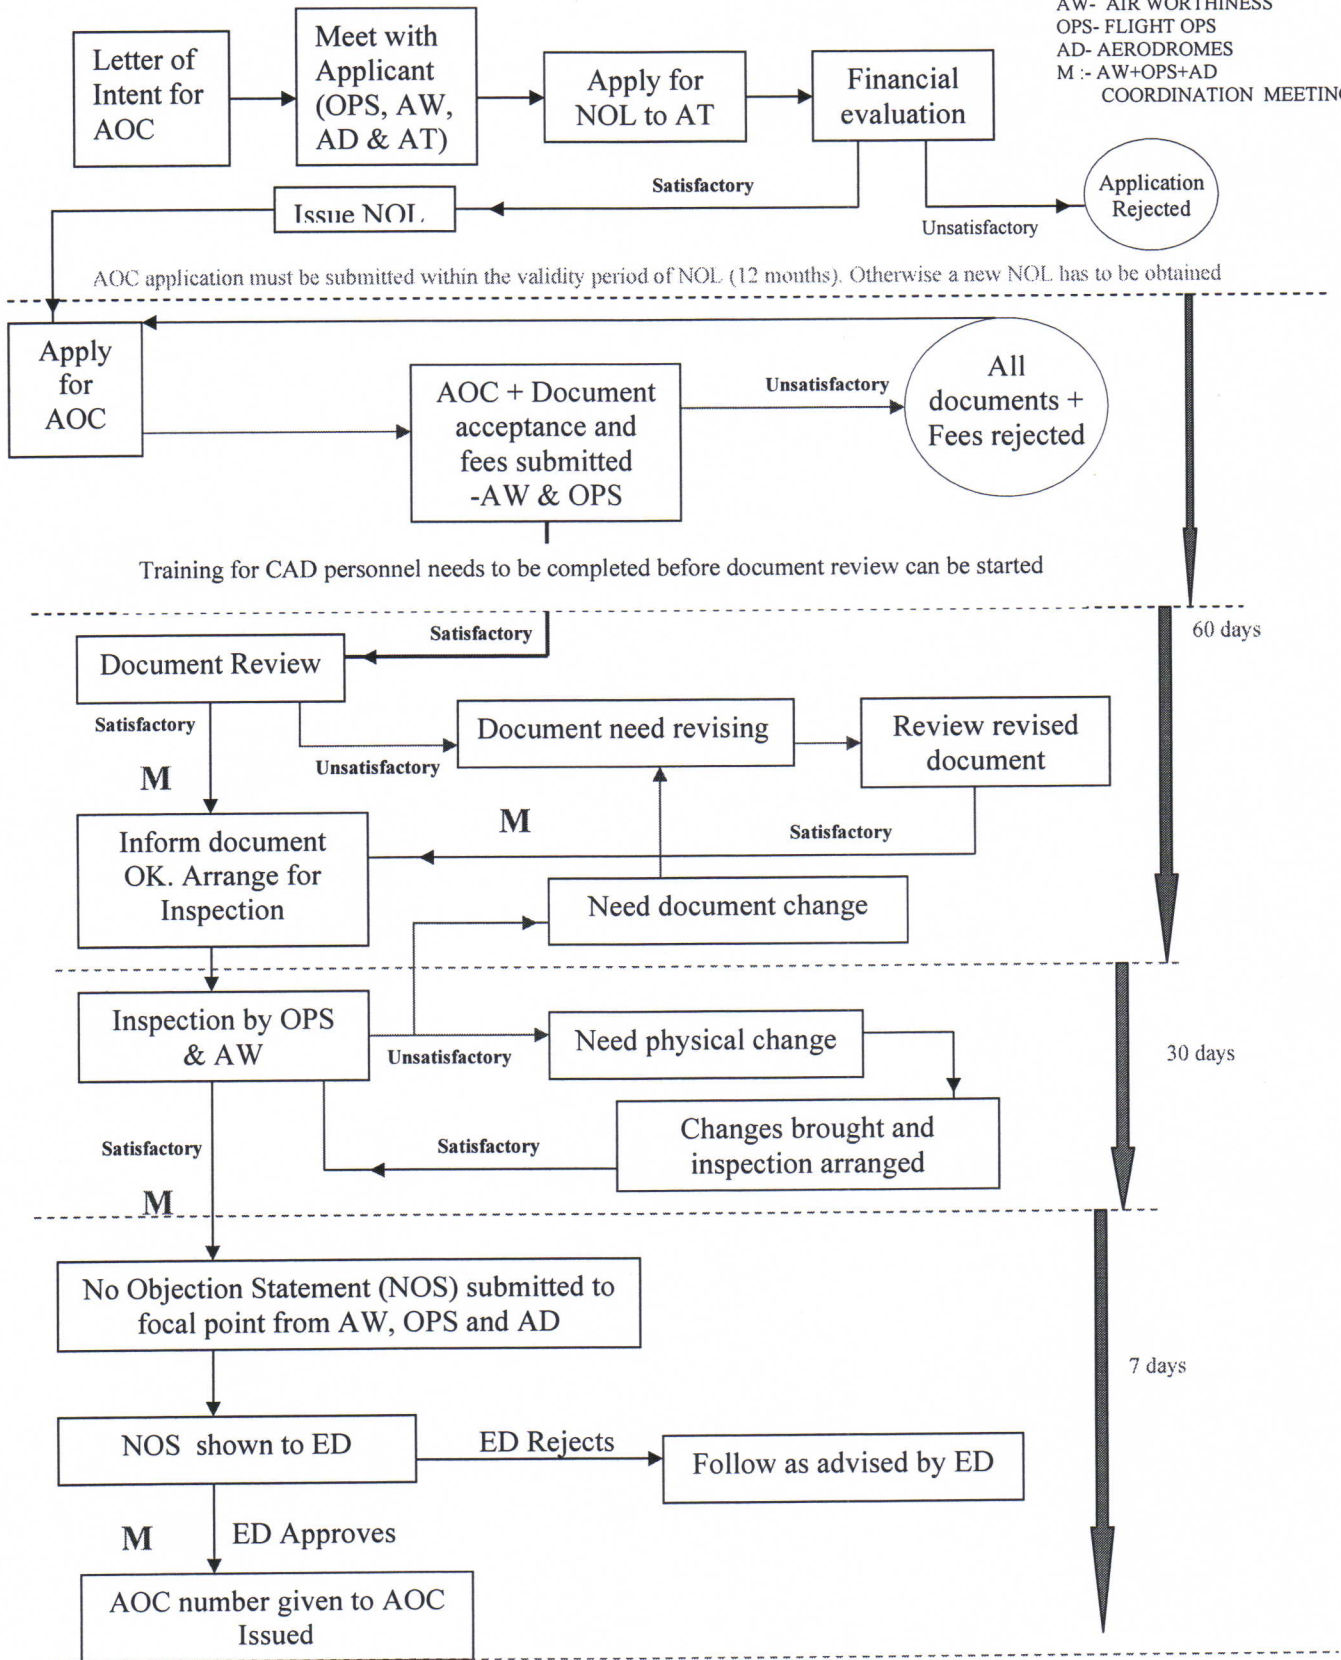 AW- AIR WORTHINESS
OPS- FLIGHT OPS
AD- AERODROMES
M :- AW+OPS+AD
COORDINATION MEETING
Letter of
Intent for
AOC
Meet with
Applicant
(OPS, AW,
AD & AT)
Apply for
NOL to AT
Financial
evaluation
Satisfactory
Issue NOL
Unsatisfactory
Application
Rejected
AOC application must be submitted within the validity period of NOL (12 months). Otherwise a new NOL has to be obtained
Apply
for
AOC
AOC + Document
acceptance and
fees submitted
-AW & OPS
Unsatisfactory
All
documents +
Fees rejected
Training for CAD personnel needs to be completed before document review can be started
60 days
Satisfactory
Document Review
Satisfactory
Unsatisfactory
Document need revising
Review revised
document
M
M
Satisfactory
Inform document
OK. Arrange for
Inspection
Need document change
Inspection by OPS
& AW
Unsatisfactory
Need physical change
30 days
Changes brought and
inspection arranged
Satisfactory
Satisfactory
M
No Objection Statement (NOS) submitted to
focal point from AW, OPS and AD
7 days
NOS shown to ED
ED Rejects
Follow as advised by ED
M
ED Approves
AOC number given to AOC
Issued